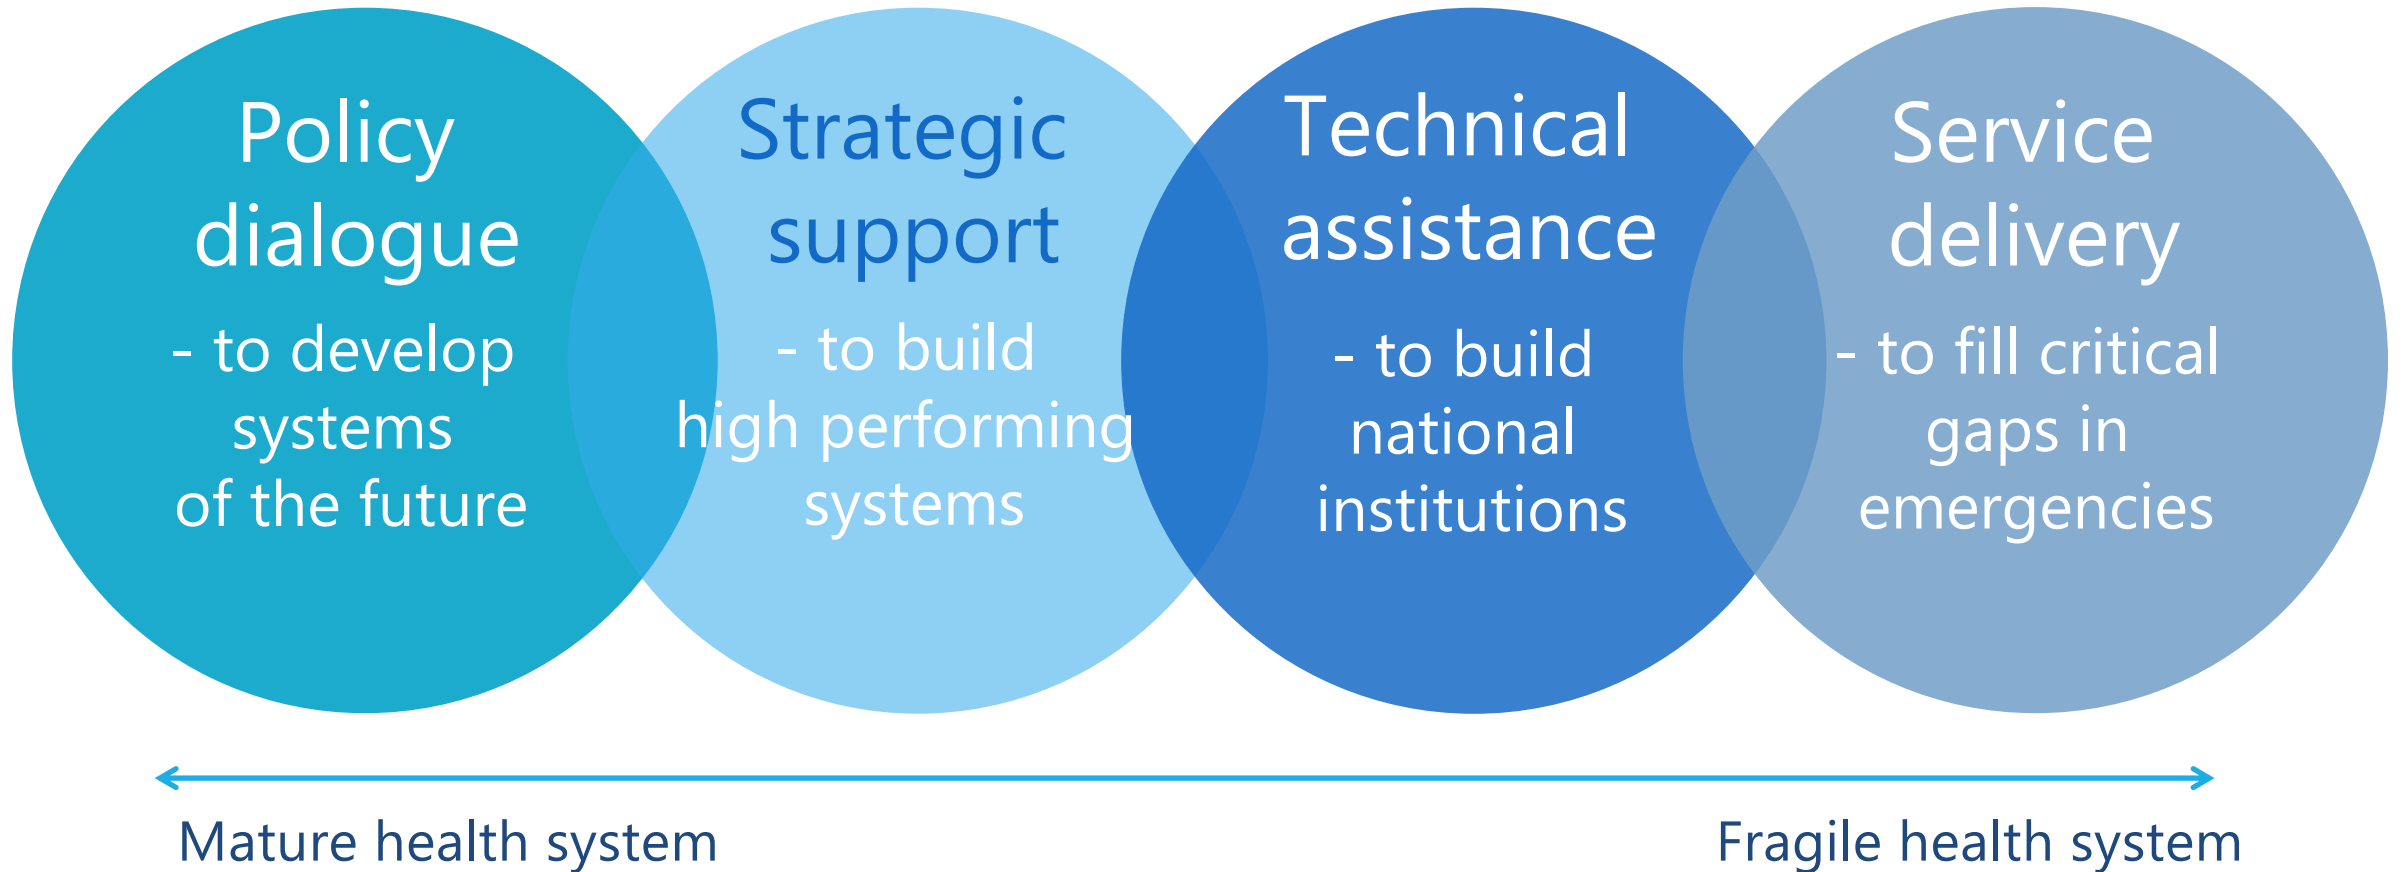 Policy
dialogue
- to develop
systems
of the future
Strategic
support
- to build
high performing
systems
Technical
assistance
- to build
national
institutions
Service
delivery
- to fill critical
gaps in
emergencies
Mature health system
Fragile health system